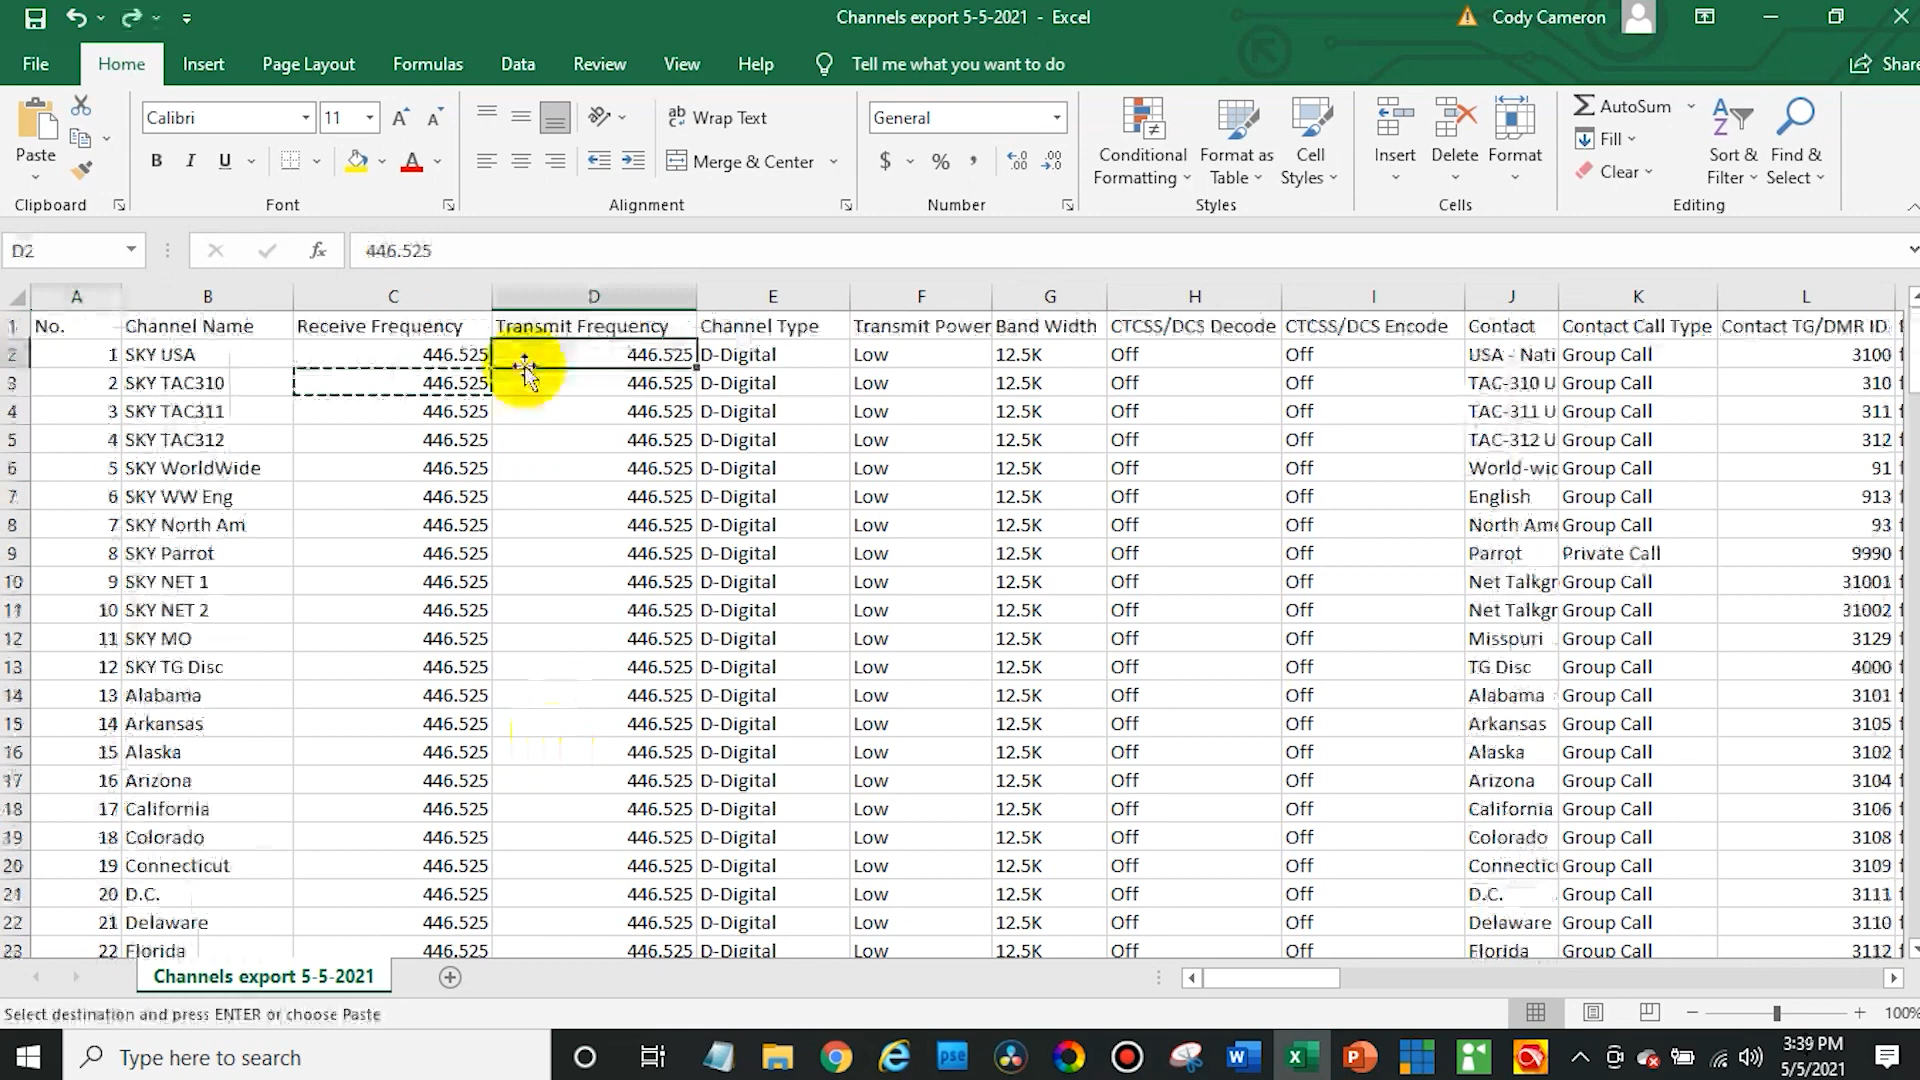 Channels export 5-5-2021 - Excel
Cody Cameron
File Home Insert Page Layout Formulas Data Review View Help Tell me what you want to do Share
Paste
Calibri 11
Wrap Text
Merge & Center
General
Conditional Formatting
Format as Table
Cell Styles
Insert Delete Format
AutoSum
Fill
Clear
Sort & Filter
Find & Select
Clipboard Font Alignment Number Styles Cells Editing
D2 fx 446.525
A B C D E F G H I J K L
1 No. Channel Name Receive Frequency Transmit Frequency Channel Type Transmit Power Band Width CTCSS/DCS Decode CTCSS/DCS Encode Contact Contact Call Type Contact TG/DMR ID
2 1 SKY USA 446.525 446.525 D-Digital Low 12.5K Off Off USA - Nati Group Call 3100
3 2 SKY TAC310 446.525 446.525 D-Digital Low 12.5K Off Off TAC-310 U Group Call 310
4 3 SKY TAC311 446.525 446.525 D-Digital Low 12.5K Off Off TAC-311 U Group Call 311
5 4 SKY TAC312 446.525 446.525 D-Digital Low 12.5K Off Off TAC-312 U Group Call 312
6 5 SKY WorldWide 446.525 446.525 D-Digital Low 12.5K Off Off World-wid Group Call 91
7 6 SKY WW Eng 446.525 446.525 D-Digital Low 12.5K Off Off English Group Call 913
8 7 SKY North Am 446.525 446.525 D-Digital Low 12.5K Off Off North Ame Group Call 93
9 8 SKY Parrot 446.525 446.525 D-Digital Low 12.5K Off Off Parrot Private Call 9990
10 9 SKY NET 1 446.525 446.525 D-Digital Low 12.5K Off Off Net Talkgr Group Call 31001
11 10 SKY NET 2 446.525 446.525 D-Digital Low 12.5K Off Off Net Talkgr Group Call 31002
12 11 SKY MO 446.525 446.525 D-Digital Low 12.5K Off Off Missouri Group Call 3129
13 12 SKY TG Disc 446.525 446.525 D-Digital Low 12.5K Off Off TG Disc Group Call 4000
14 13 Alabama 446.525 446.525 D-Digital Low 12.5K Off Off Alabama Group Call 3101
15 14 Arkansas 446.525 446.525 D-Digital Low 12.5K Off Off Arkansas Group Call 3105
16 15 Alaska 446.525 446.525 D-Digital Low 12.5K Off Off Alaska Group Call 3102
17 16 Arizona 446.525 446.525 D-Digital Low 12.5K Off Off Arizona Group Call 3104
18 17 California 446.525 446.525 D-Digital Low 12.5K Off Off California Group Call 3106
19 18 Colorado 446.525 446.525 D-Digital Low 12.5K Off Off Colorado Group Call 3108
20 19 Connecticut 446.525 446.525 D-Digital Low 12.5K Off Off Connectic Group Call 3109
21 20 D.C. 446.525 446.525 D-Digital Low 12.5K Off Off D.C. Group Call 3111
22 21 Delaware 446.525 446.525 D-Digital Low 12.5K Off Off Delaware Group Call 3110
23 22 Florida 446.525 446.525 D-Digital Low 12.5K Off Off Florida Group Call 3112
Channels export 5-5-2021
Select destination and press ENTER or choose Paste 100%
Type here to search
3:39 PM
5/5/2021